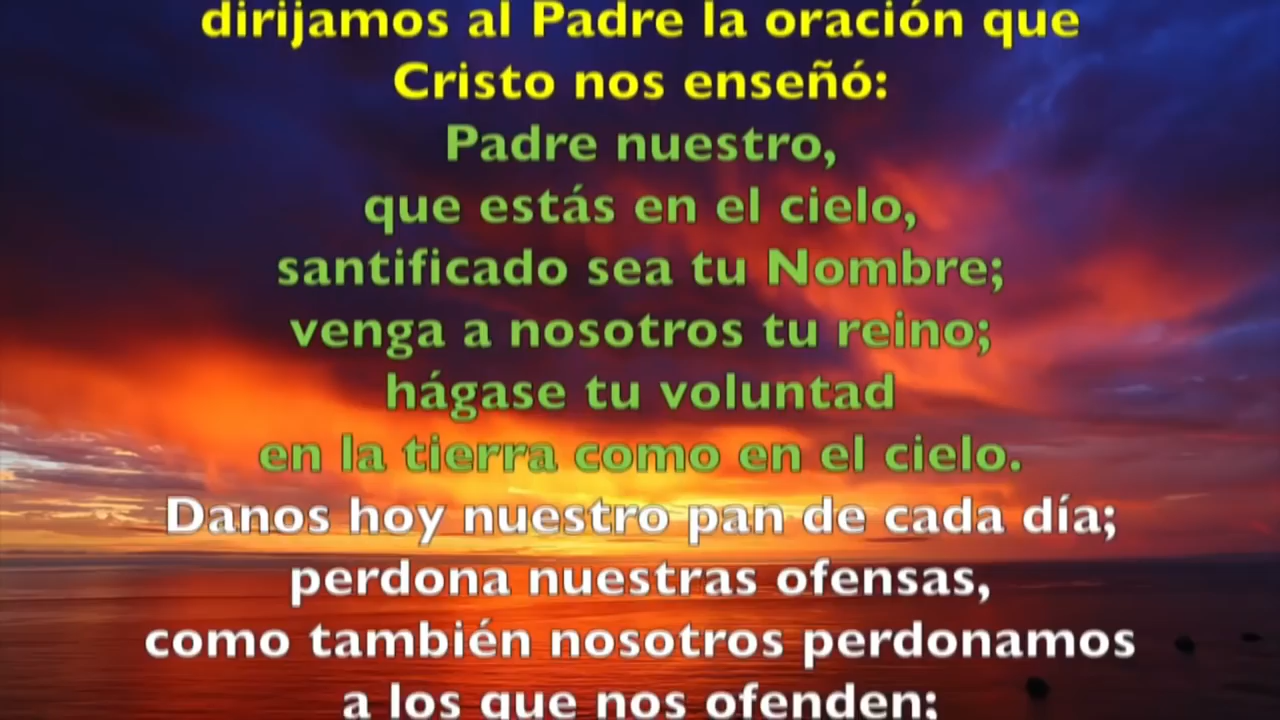 dirijamos al Padre la oración que
Cristo nos enseñó:
Padre nuestro,
que estás en el cielo,
santificado sea tu Nombre;
venga a nosotros tu reino;
hágase tu voluntad
en la tierra como en el cielo.
Danos hoy nuestro pan de cada día;
perdona nuestras ofensas,
como también nosotros perdonamos
a los que nos ofenden;